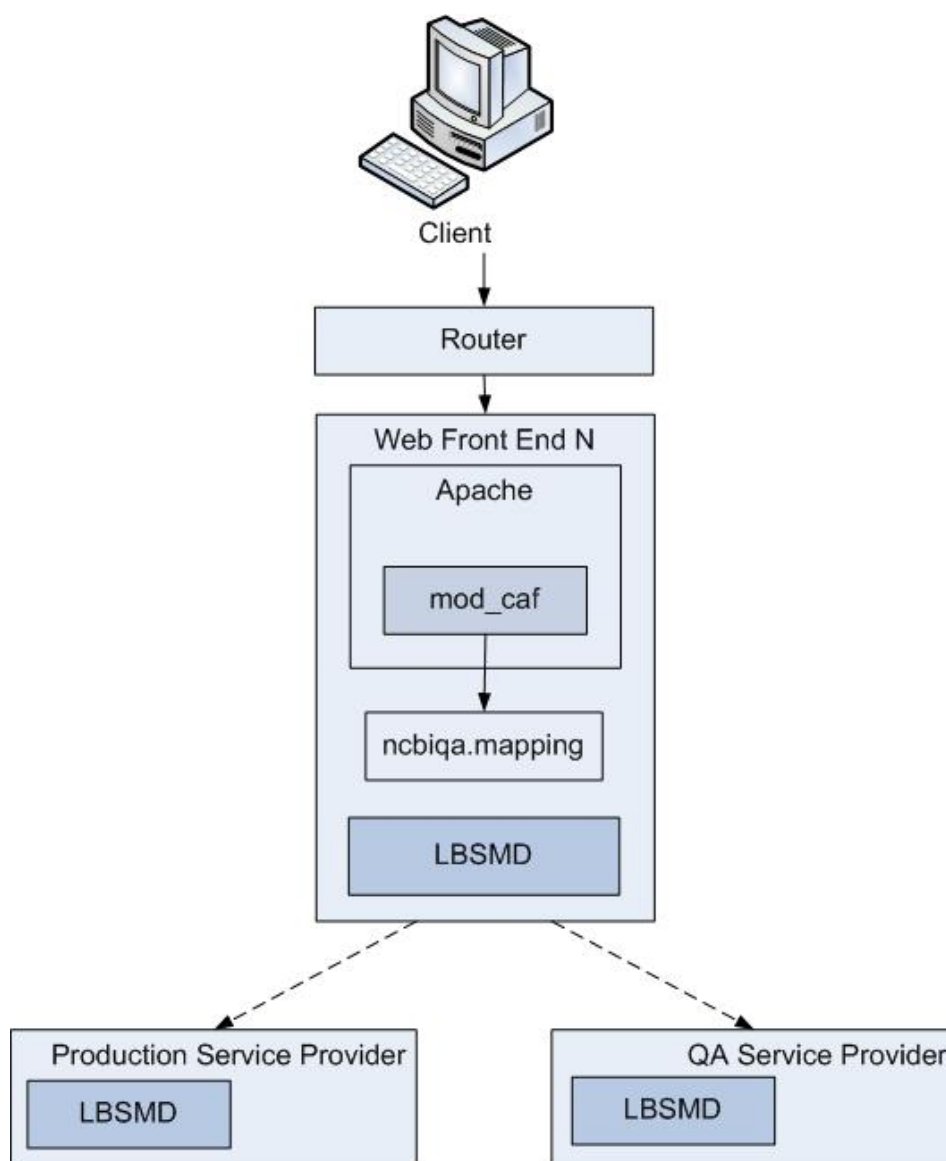 Client
Router
Web Front End N
Apache
mod_caf
ncbiqa.mapping
LBSMD
Production Service Provider
LBSMD
QA Service Provider
LBSMD